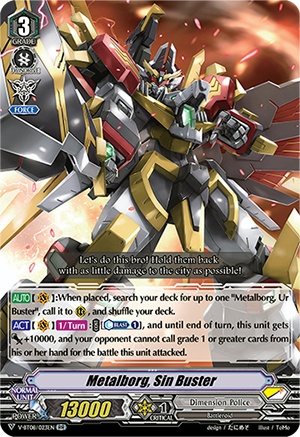 3
GRADE
FORCE
Let's do this bro! Hold them back
with as little damage to the city as possible!
AUTO [ ]:When placed, search your deck for up to one "Metalborg, Ur
Buster", call it to , and shuffle your deck.
ACT [ ] 1/Turn : [ BLAST 1], and until end of turn, this unit gets
+10000, and your opponent cannot call grade 1 or greater cards from
his or her hand for the battle this unit attacked.
Metalborg, Sin Buster
NORMAL
UNIT
POWER 13000 1 CRITICAL
Dimension Police
Battleroid
V-BT06/023EN RR
design / たにめそ illust / ToMo